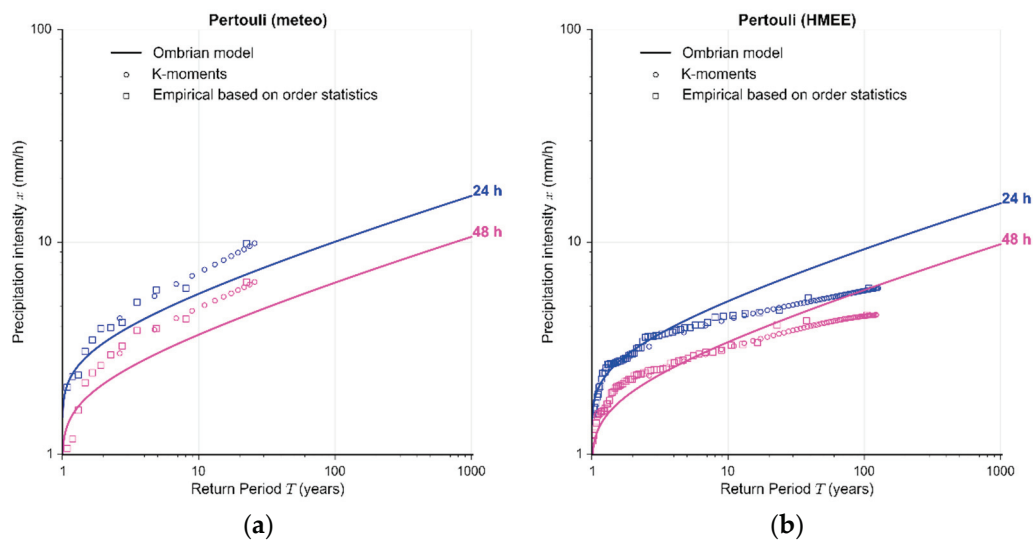 Pertouli (meteo)
100
10
1
Precipitation intensity x (mm/h)
Ombrian model
K-moments
Empirical based on order statistics
24 h
48 h
1 10 100 1000
Return Period T (years)
(a)
Pertouli (HMEE)
100
10
1
Precipitation intensity x (mm/h)
Ombrian model
K-moments
Empirical based on order statistics
24 h
48 h
1 10 100 1000
Return Period T (years)
(b)